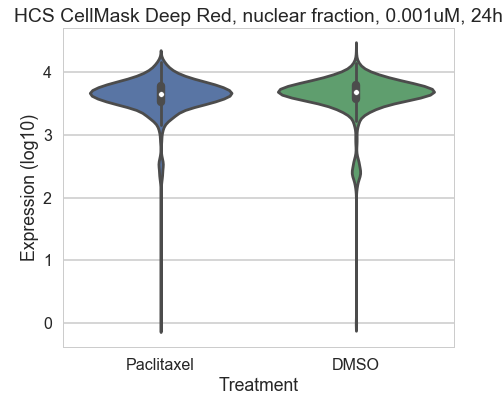 HCS CellMask Deep Red, nuclear fraction, 0.001uM, 24h
4
3
2
1
0
Expression (log10)
Paclitaxel DMSO
Treatment